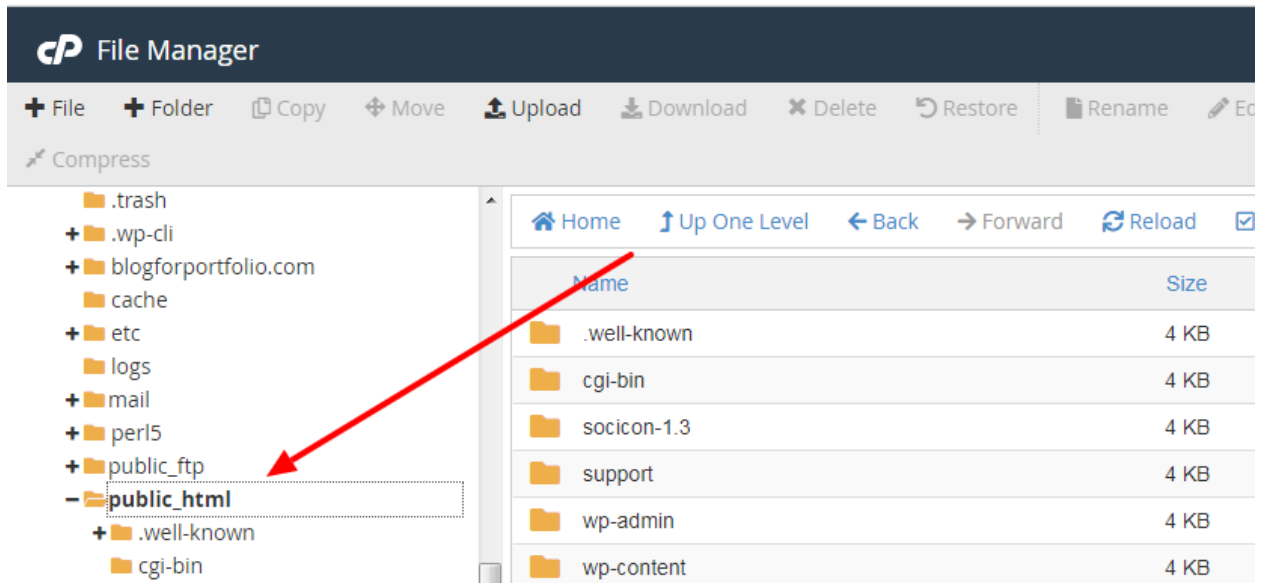 cP File Manager
File Folder Copy Move Upload Download Delete Restore Rename
Compress
.trash
.wp-cli
blogforportfolio.com
cache
etc
logs
mail
perl5
public_ftp
public_html
.well-known
cgi-bin
Home Up One Level Back Forward Reload
Name Size
.well-known 4 KB
cgi-bin 4 KB
socicon-1.3 4 KB
support 4 KB
wp-admin 4 KB
wp-content 4 KB